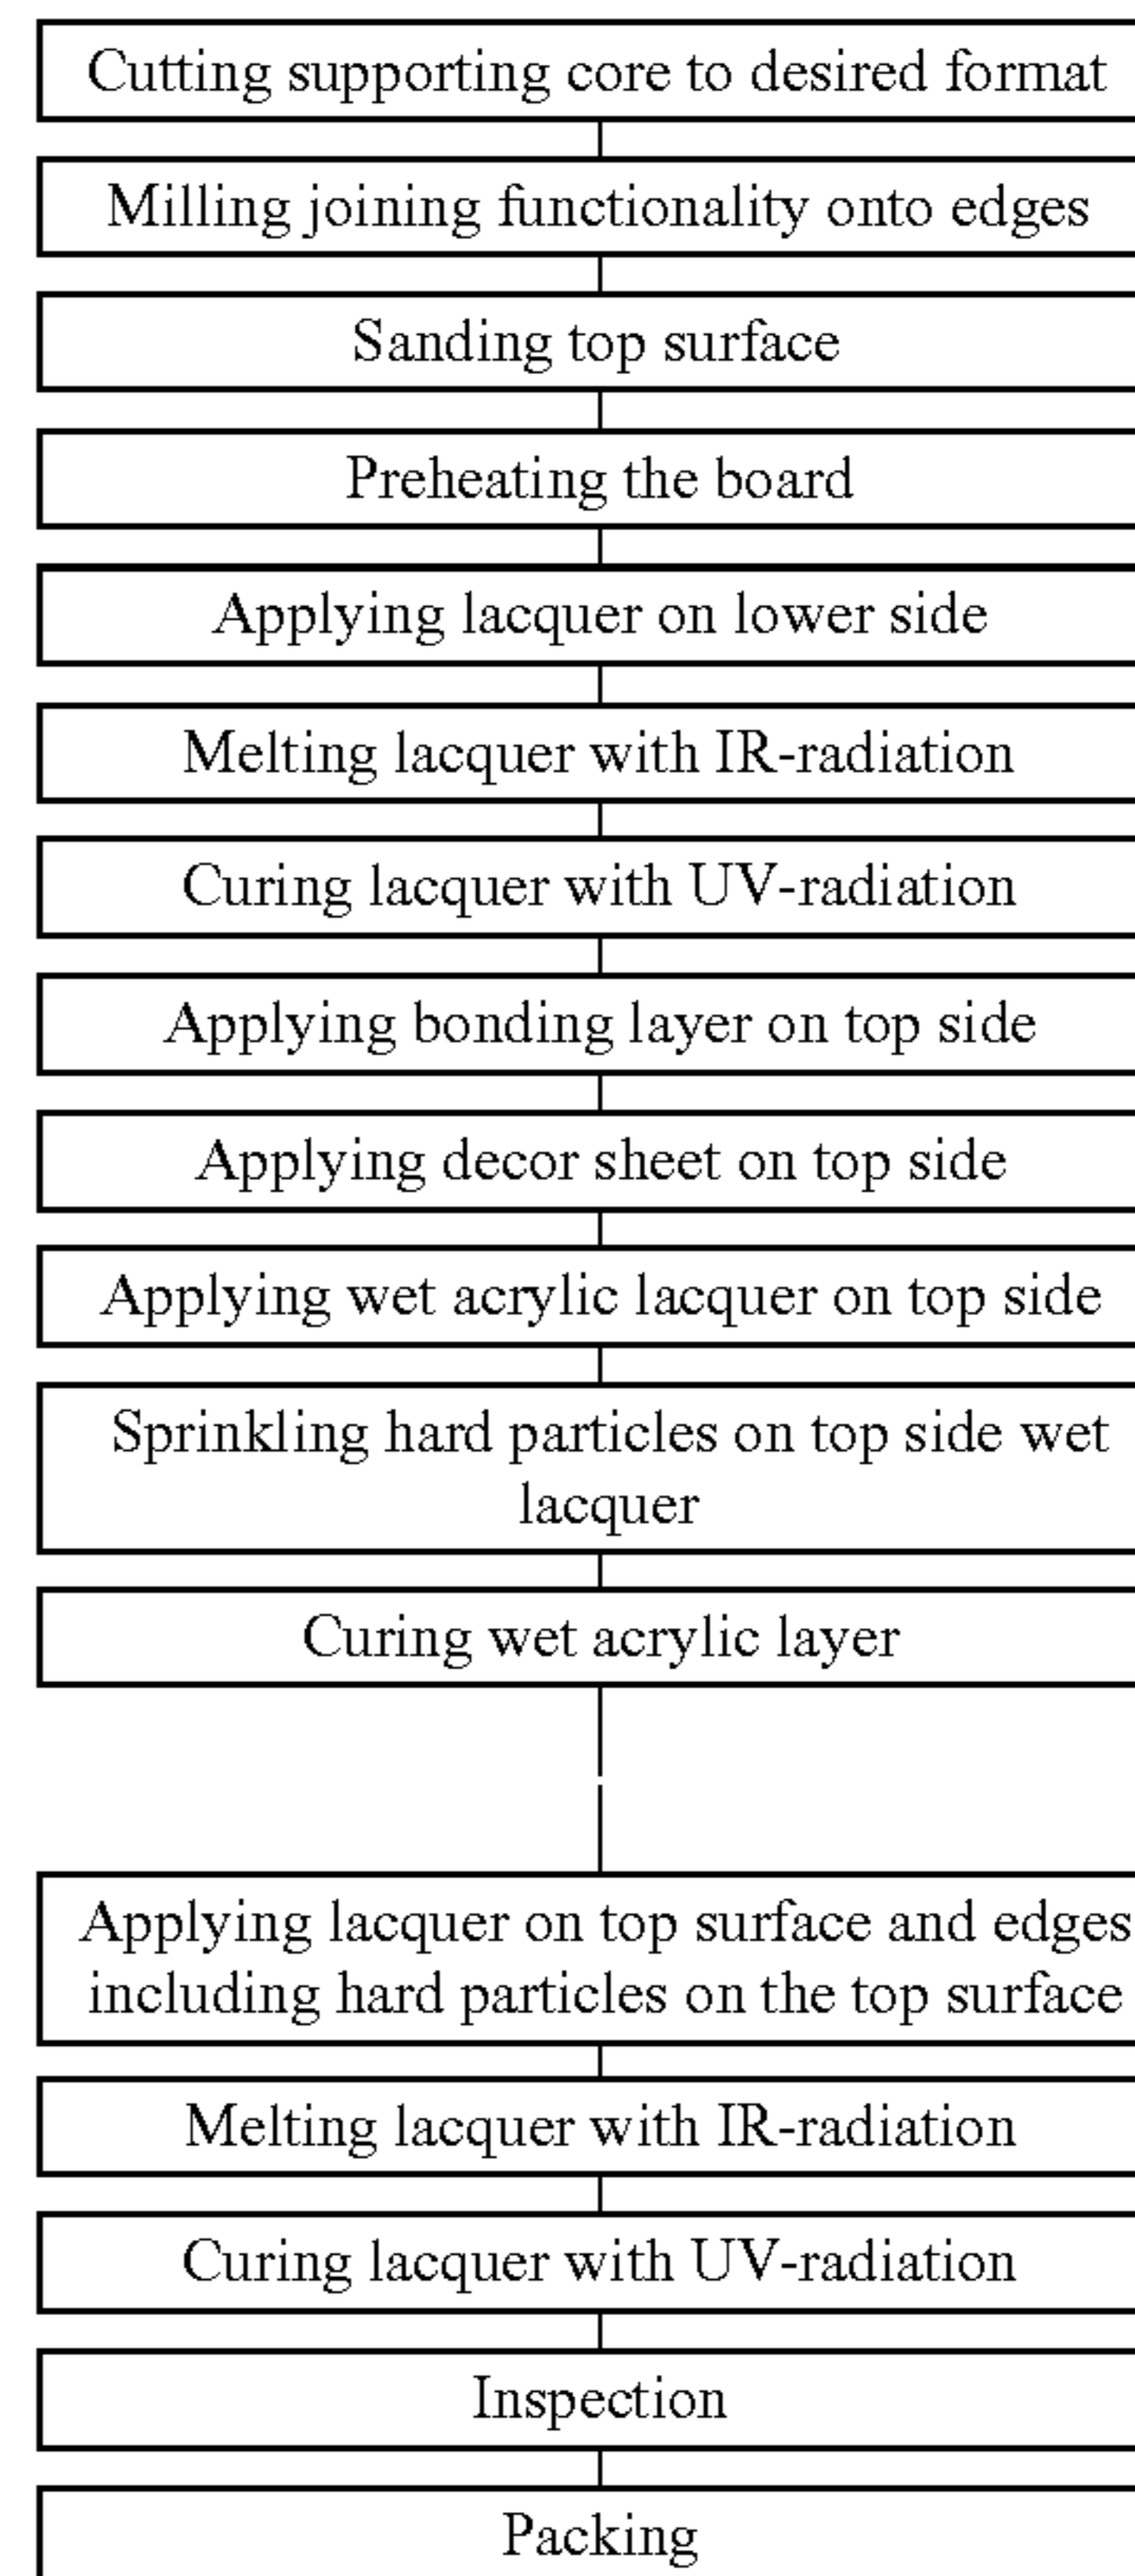 Cutting supporting core to desired format
Milling joining functionality onto edges
Sanding top surface
Preheating the board
Applying lacquer on lower side
Melting lacquer with IR-radiation
Curing lacquer with UV-radiation
Applying bonding layer on top side
Applying decor sheet on top side
Applying wet acrylic lacquer on top side
Sprinkling hard particles on top side wet
lacquer
Curing wet acrylic layer
Applying lacquer on top surface and edges
including hard particles on the top surface
Melting lacquer with IR-radiation
Curing lacquer with UV-radiation
Inspection
Packing